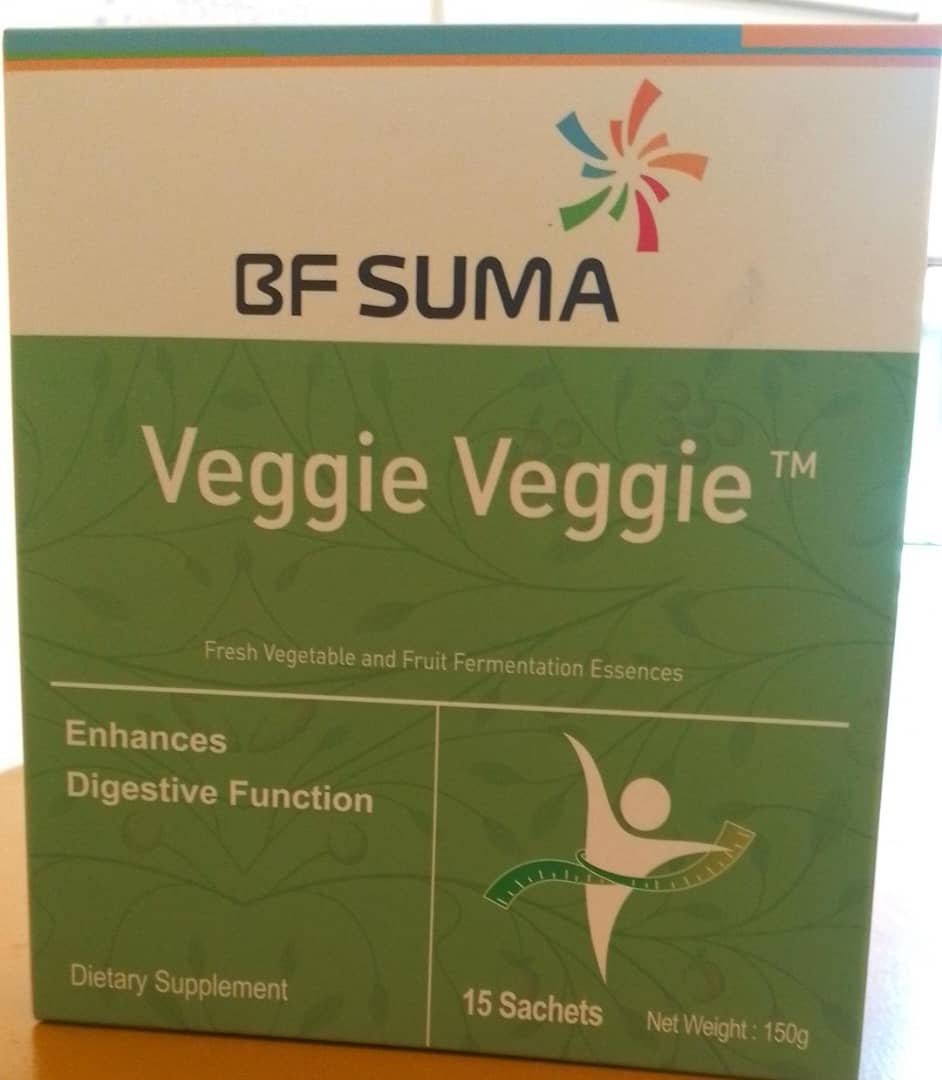 BF SUMA
Veggie Veggie™
Fresh Vegetable and Fruit Fermentation Essences
Enhances
Digestive Function
Dietary Supplement
15 Sachets
Net Weight : 150g